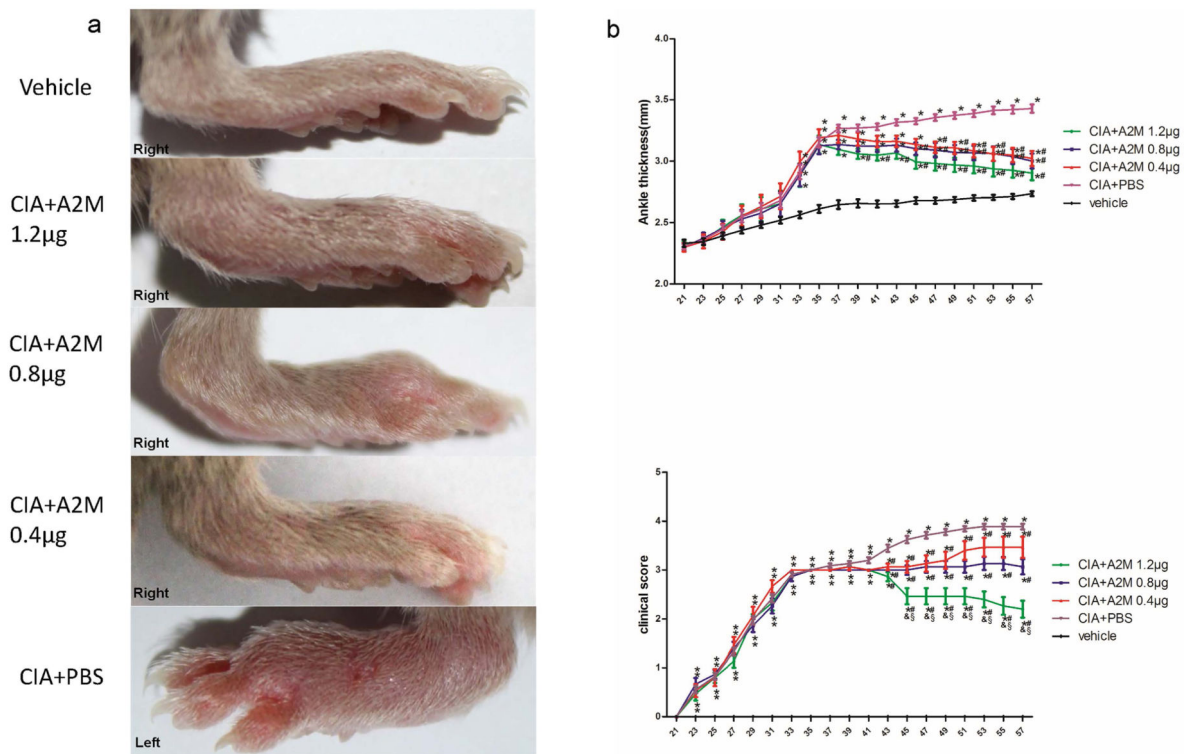 a
Vehicle
Right
CIA+A2M
1.2μg
Right
CIA+A2M
0.8μg
Right
CIA+A2M
0.4μg
Right
CIA+PBS
Left
b
Ankle thickness(mm)
4.0
3.5
3.0
2.5
2.0
21 23 25 27 29 31 33 35 37 39 41 43 45 47 49 51 53 55 57
CIA+A2M 1.2μg
CIA+A2M 0.8μg
CIA+A2M 0.4μg
CIA+PBS
vehicle
clinical score
5
4
3
2
1
0
21 23 25 27 29 31 33 35 37 39 41 43 45 47 49 51 53 55 57
CIA+A2M 1.2μg
CIA+A2M 0.8μg
CIA+A2M 0.4μg
CIA+PBS
vehicle